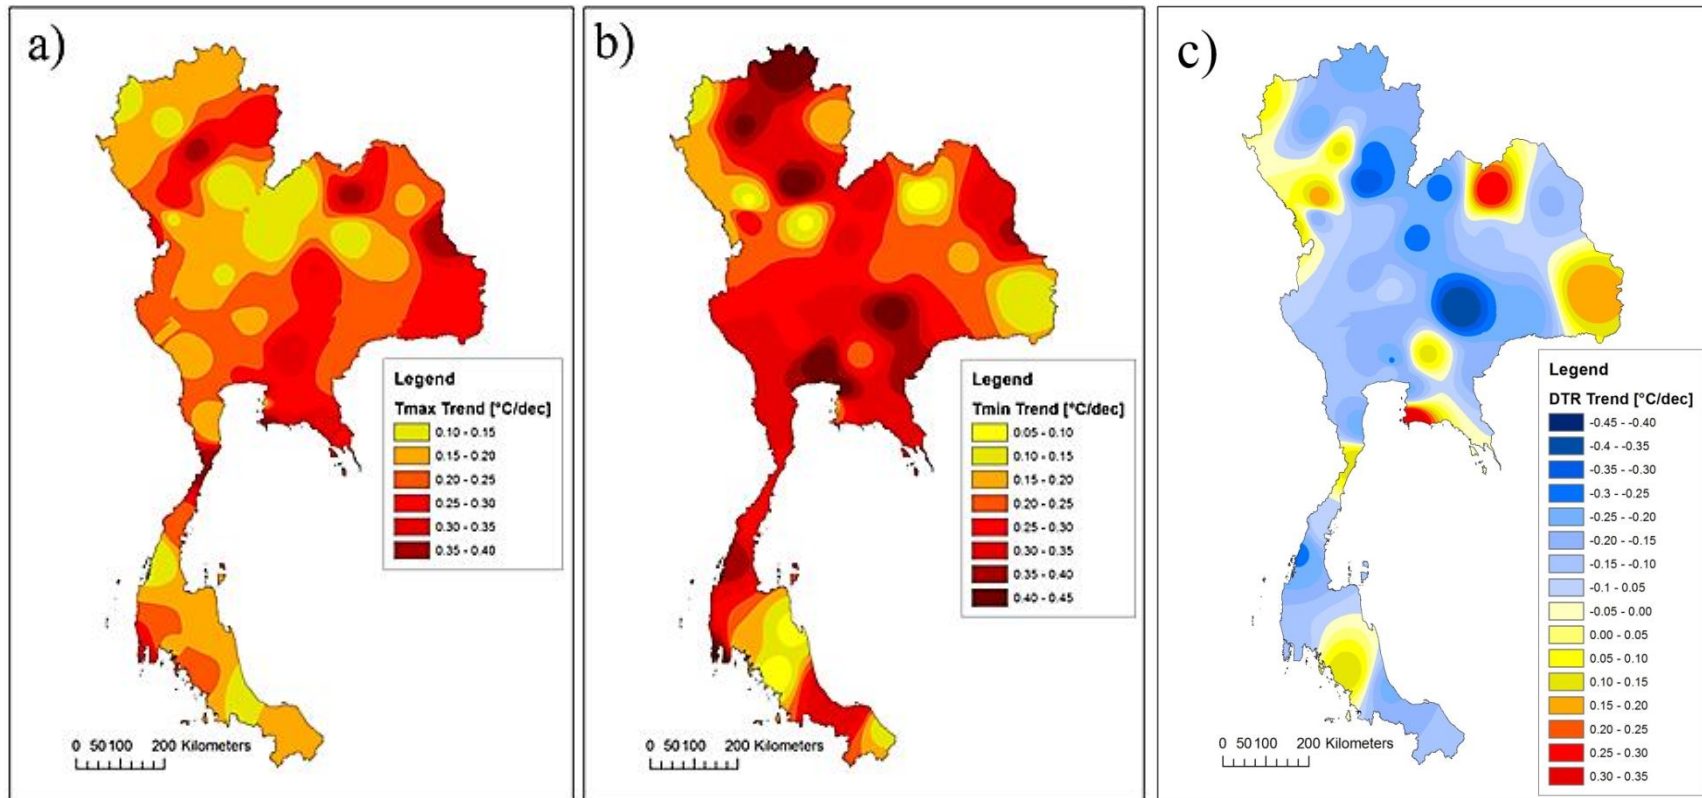 a)
Legend
Tmax Trend [°C/dec]
0.10 - 0.15
0.15 - 0.20
0.20 - 0.25
0.25 - 0.30
0.30 - 0.35
0.35 - 0.40
0 50100 200 Kilometers
b)
Legend
Tmin Trend [°C/dec]
0.05 - 0.10
0.10 - 0.15
0.15 - 0.20
0.20 - 0.25
0.25 - 0.30
0.30 - 0.35
0.35 - 0.40
0.40 - 0.45
0 50100 200 Kilometers
c)
Legend
DTR Trend [°C/dec]
-0.45 - -0.40
-0.4 - -0.35
-0.35 - -0.30
-0.3 - -0.25
-0.25 - -0.20
-0.20 - -0.15
-0.15 - -0.10
-0.1 - 0.05
-0.05 - 0.00
0.00 - 0.05
0.05 - 0.10
0.10 - 0.15
0.15 - 0.20
0.20 - 0.25
0.25 - 0.30
0.30 - 0.35
0 50100 200 Kilometers